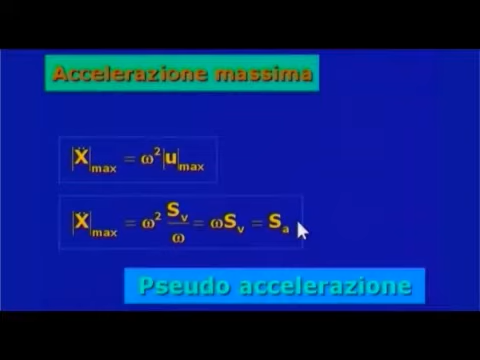 Accelerazione massima
|Ẍ|max = ω²|u|max
|Ẍ|max = ω² Sv/ω = ωSv = Sa
Pseudo accelerazione